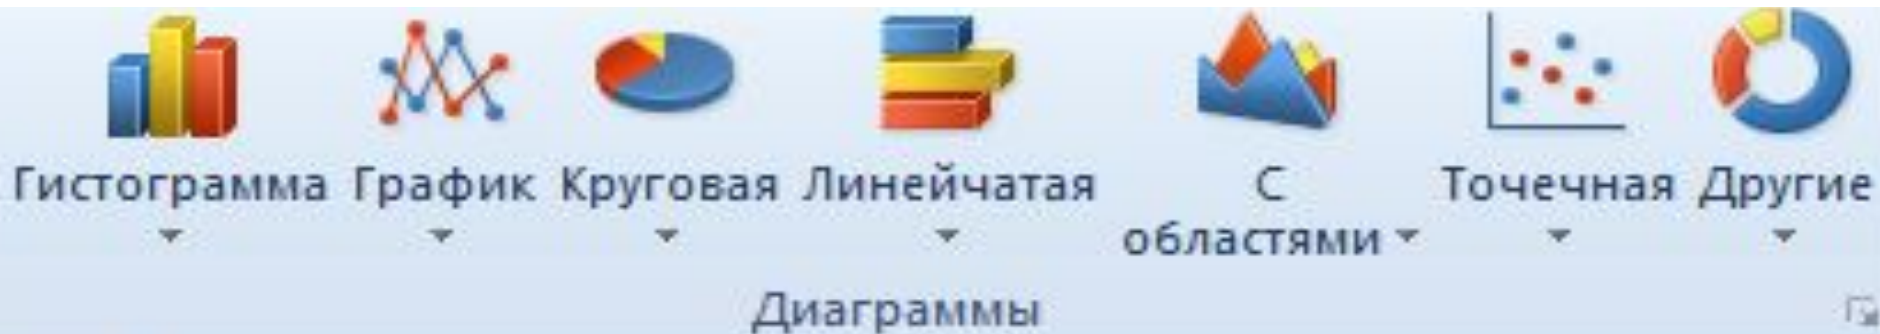 Гистограмма График Круговая Линейчатая С Точечная Другие
областями
Диаграммы